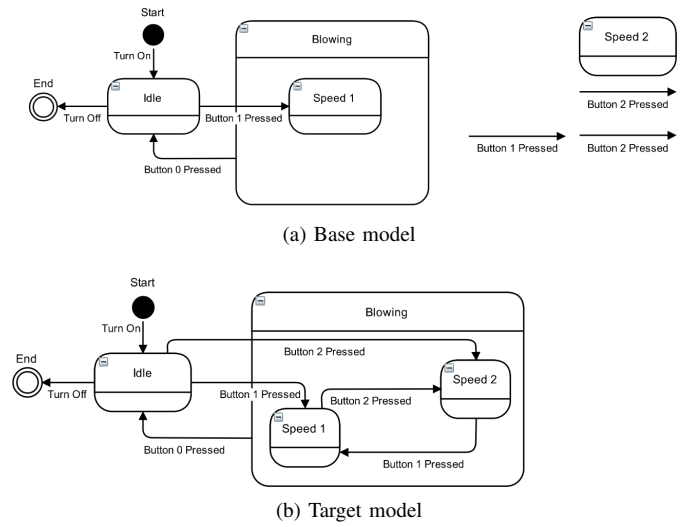 Start
Turn On
End
Idle
Turn Off
Blowing
Speed 1
Button 1 Pressed
Button 0 Pressed
Speed 2
Button 2 Pressed
Button 1 Pressed
Button 2 Pressed
(a) Base model
Start
Turn On
End
Idle
Turn Off
Blowing
Button 2 Pressed
Speed 2
Button 1 Pressed
Button 2 Pressed
Speed 1
Button 0 Pressed
Button 1 Pressed
(b) Target model